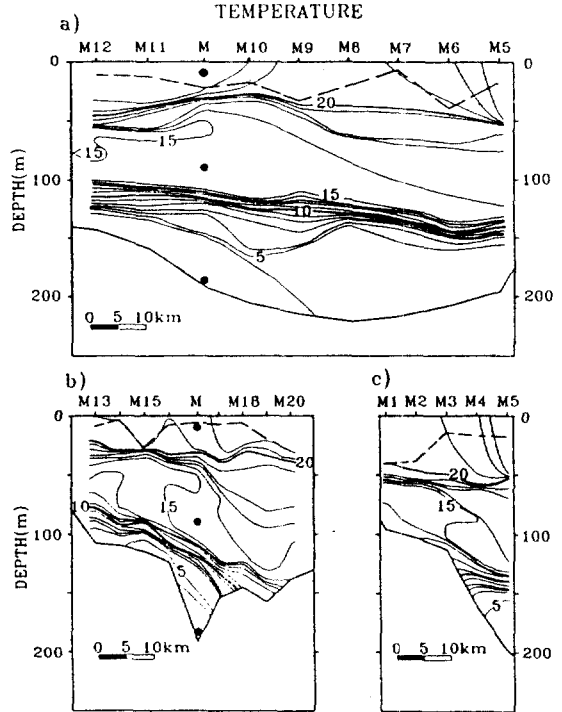 TEMPERATURE
a)
M12 M11 M M10 M9 M8 M7 M6 M5
0 0
20
15
<15
DEPTH(m)
100 15 100
10
5
200 200
0 5 10km
b)
M13 M15 M M18 M20
0
20
10 15
DEPTH(m)
100
5
200
0 5 10km
c)
M1 M2 M3 M4 M5
0
20
15
100
5
0 5 10km
200